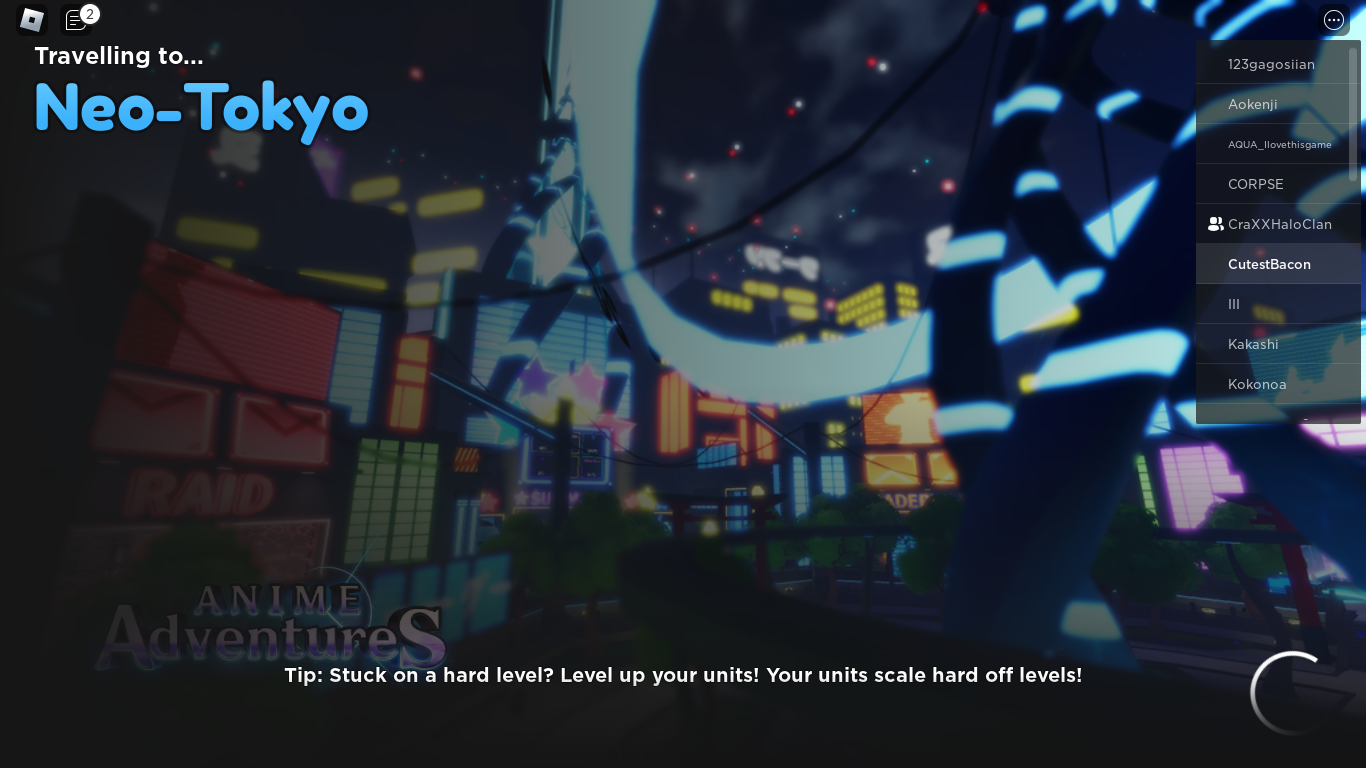 2
Travelling to...
Neo-Tokyo
123gagosiian
Aokenji
AQUA_Ilovethisgame
CORPSE
CraXXHaloClan
CutestBacon
III
Kakashi
Kokonoa
RAID
ANIME
AdventureS
Tip: Stuck on a hard level? Level up your units! Your units scale hard off levels!